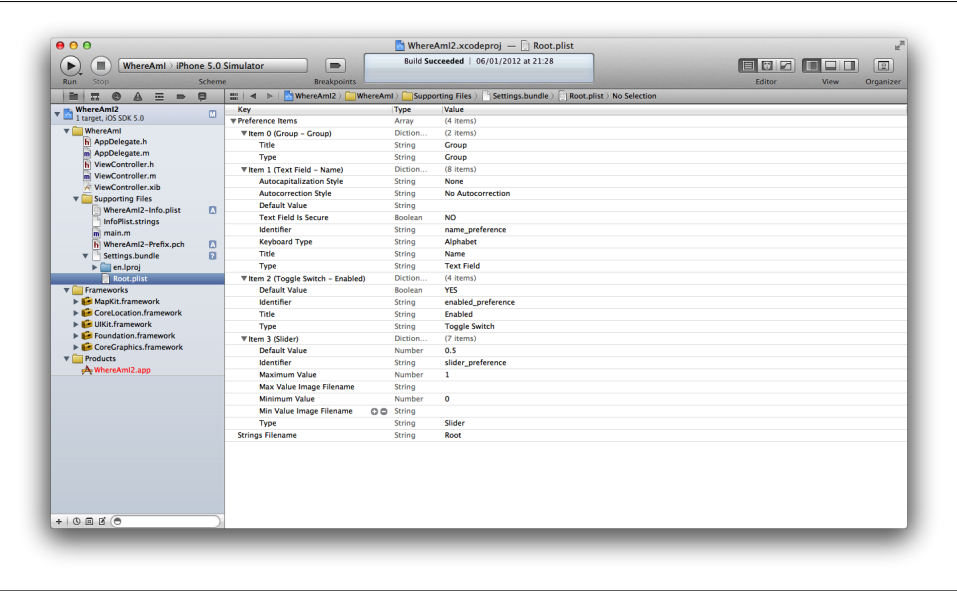 WhereAmI2.xcodeproj — Root.plist
WhereAmI 〉 iPhone 5.0 Simulator
Build Succeeded | 06/01/2012 at 21:28
Run Stop Scheme Breakpoints Editor View Organizer
WhereAmI2 〉 WhereAmI 〉 Supporting Files 〉 Settings.bundle 〉 Root.plist 〉 No Selection
WhereAmI2 M
1 target, iOS SDK 5.0
WhereAmI
h AppDelegate.h
m AppDelegate.m
h ViewController.h
m ViewController.m
ViewController.xib
Supporting Files
WhereAmI2-Info.plist A
InfoPlist.strings
m main.m
h WhereAmI2-Prefix.pch A
Settings.bundle ?
en.lproj
Root.plist
Frameworks
MapKit.framework
CoreLocation.framework
UIKit.framework
Foundation.framework
CoreGraphics.framework
Products
WhereAmI2.app
Key Type Value
Preference Items Array (4 items)
Item 0 (Group – Group) Diction... (2 items)
Title String Group
Type String Group
Item 1 (Text Field – Name) Diction... (8 items)
Autocapitalization Style String None
Autocorrection Style String No Autocorrection
Default Value String
Text Field Is Secure Boolean NO
Identifier String name_preference
Keyboard Type String Alphabet
Title String Name
Type String Text Field
Item 2 (Toggle Switch – Enabled) Diction... (4 items)
Default Value Boolean YES
Identifier String enabled_preference
Title String Enabled
Type String Toggle Switch
Item 3 (Slider) Diction... (7 items)
Default Value Number 0.5
Identifier String slider_preference
Maximum Value Number 1
Max Value Image Filename String
Minimum Value Number 0
Min Value Image Filename String
Type String Slider
Strings Filename String Root